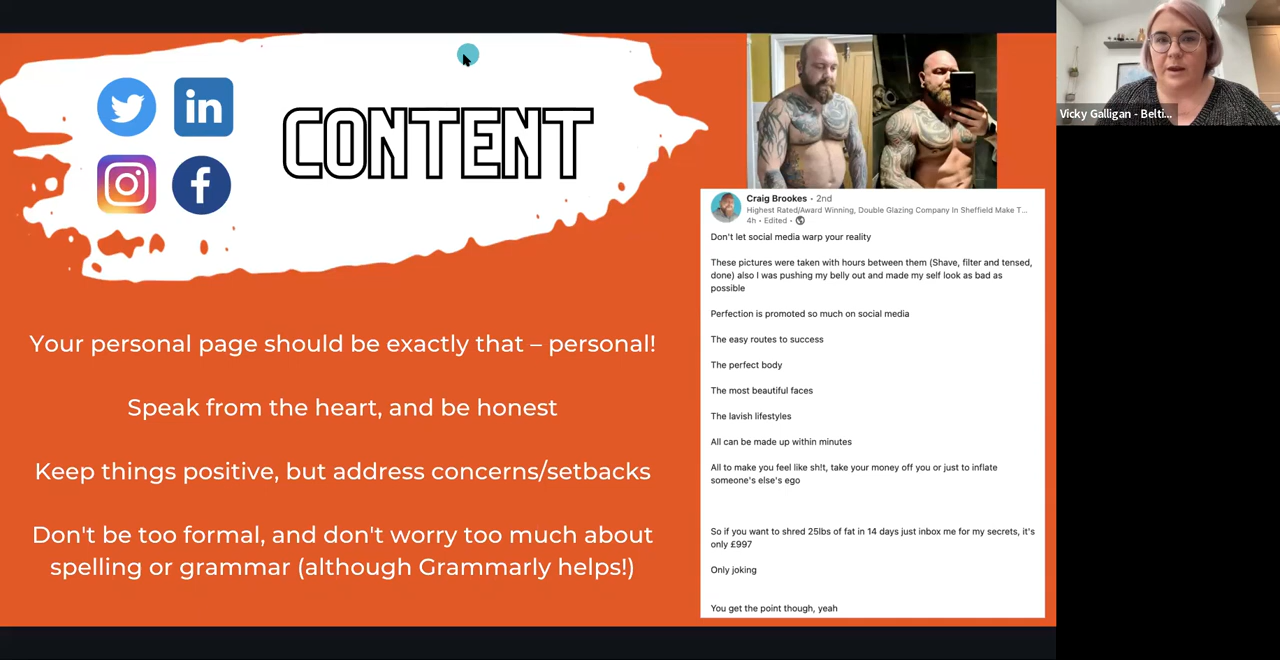 in
f
CONTENT
Your personal page should be exactly that – personal!
Speak from the heart, and be honest
Keep things positive, but address concerns/setbacks
Don't be too formal, and don't worry too much about
spelling or grammar (although Grammarly helps!)
Craig Brookes • 2nd
Highest Rated/Award Winning, Double Glazing Company In Sheffield Make T...
4h • Edited •
Don't let social media warp your reality
These pictures were taken with hours between them (Shave, filter and tensed,
done) also I was pushing my belly out and made my self look as bad as
possible
Perfection is promoted so much on social media
The easy routes to success
The perfect body
The most beautiful faces
The lavish lifestyles
All can be made up within minutes
All to make you feel like sh!t, take your money off you or just to inflate
someone's else's ego
So if you want to shred 25lbs of fat in 14 days just inbox me for my secrets, it's
only £997
Only joking
You get the point though, yeah
Vicky Galligan - Belti...